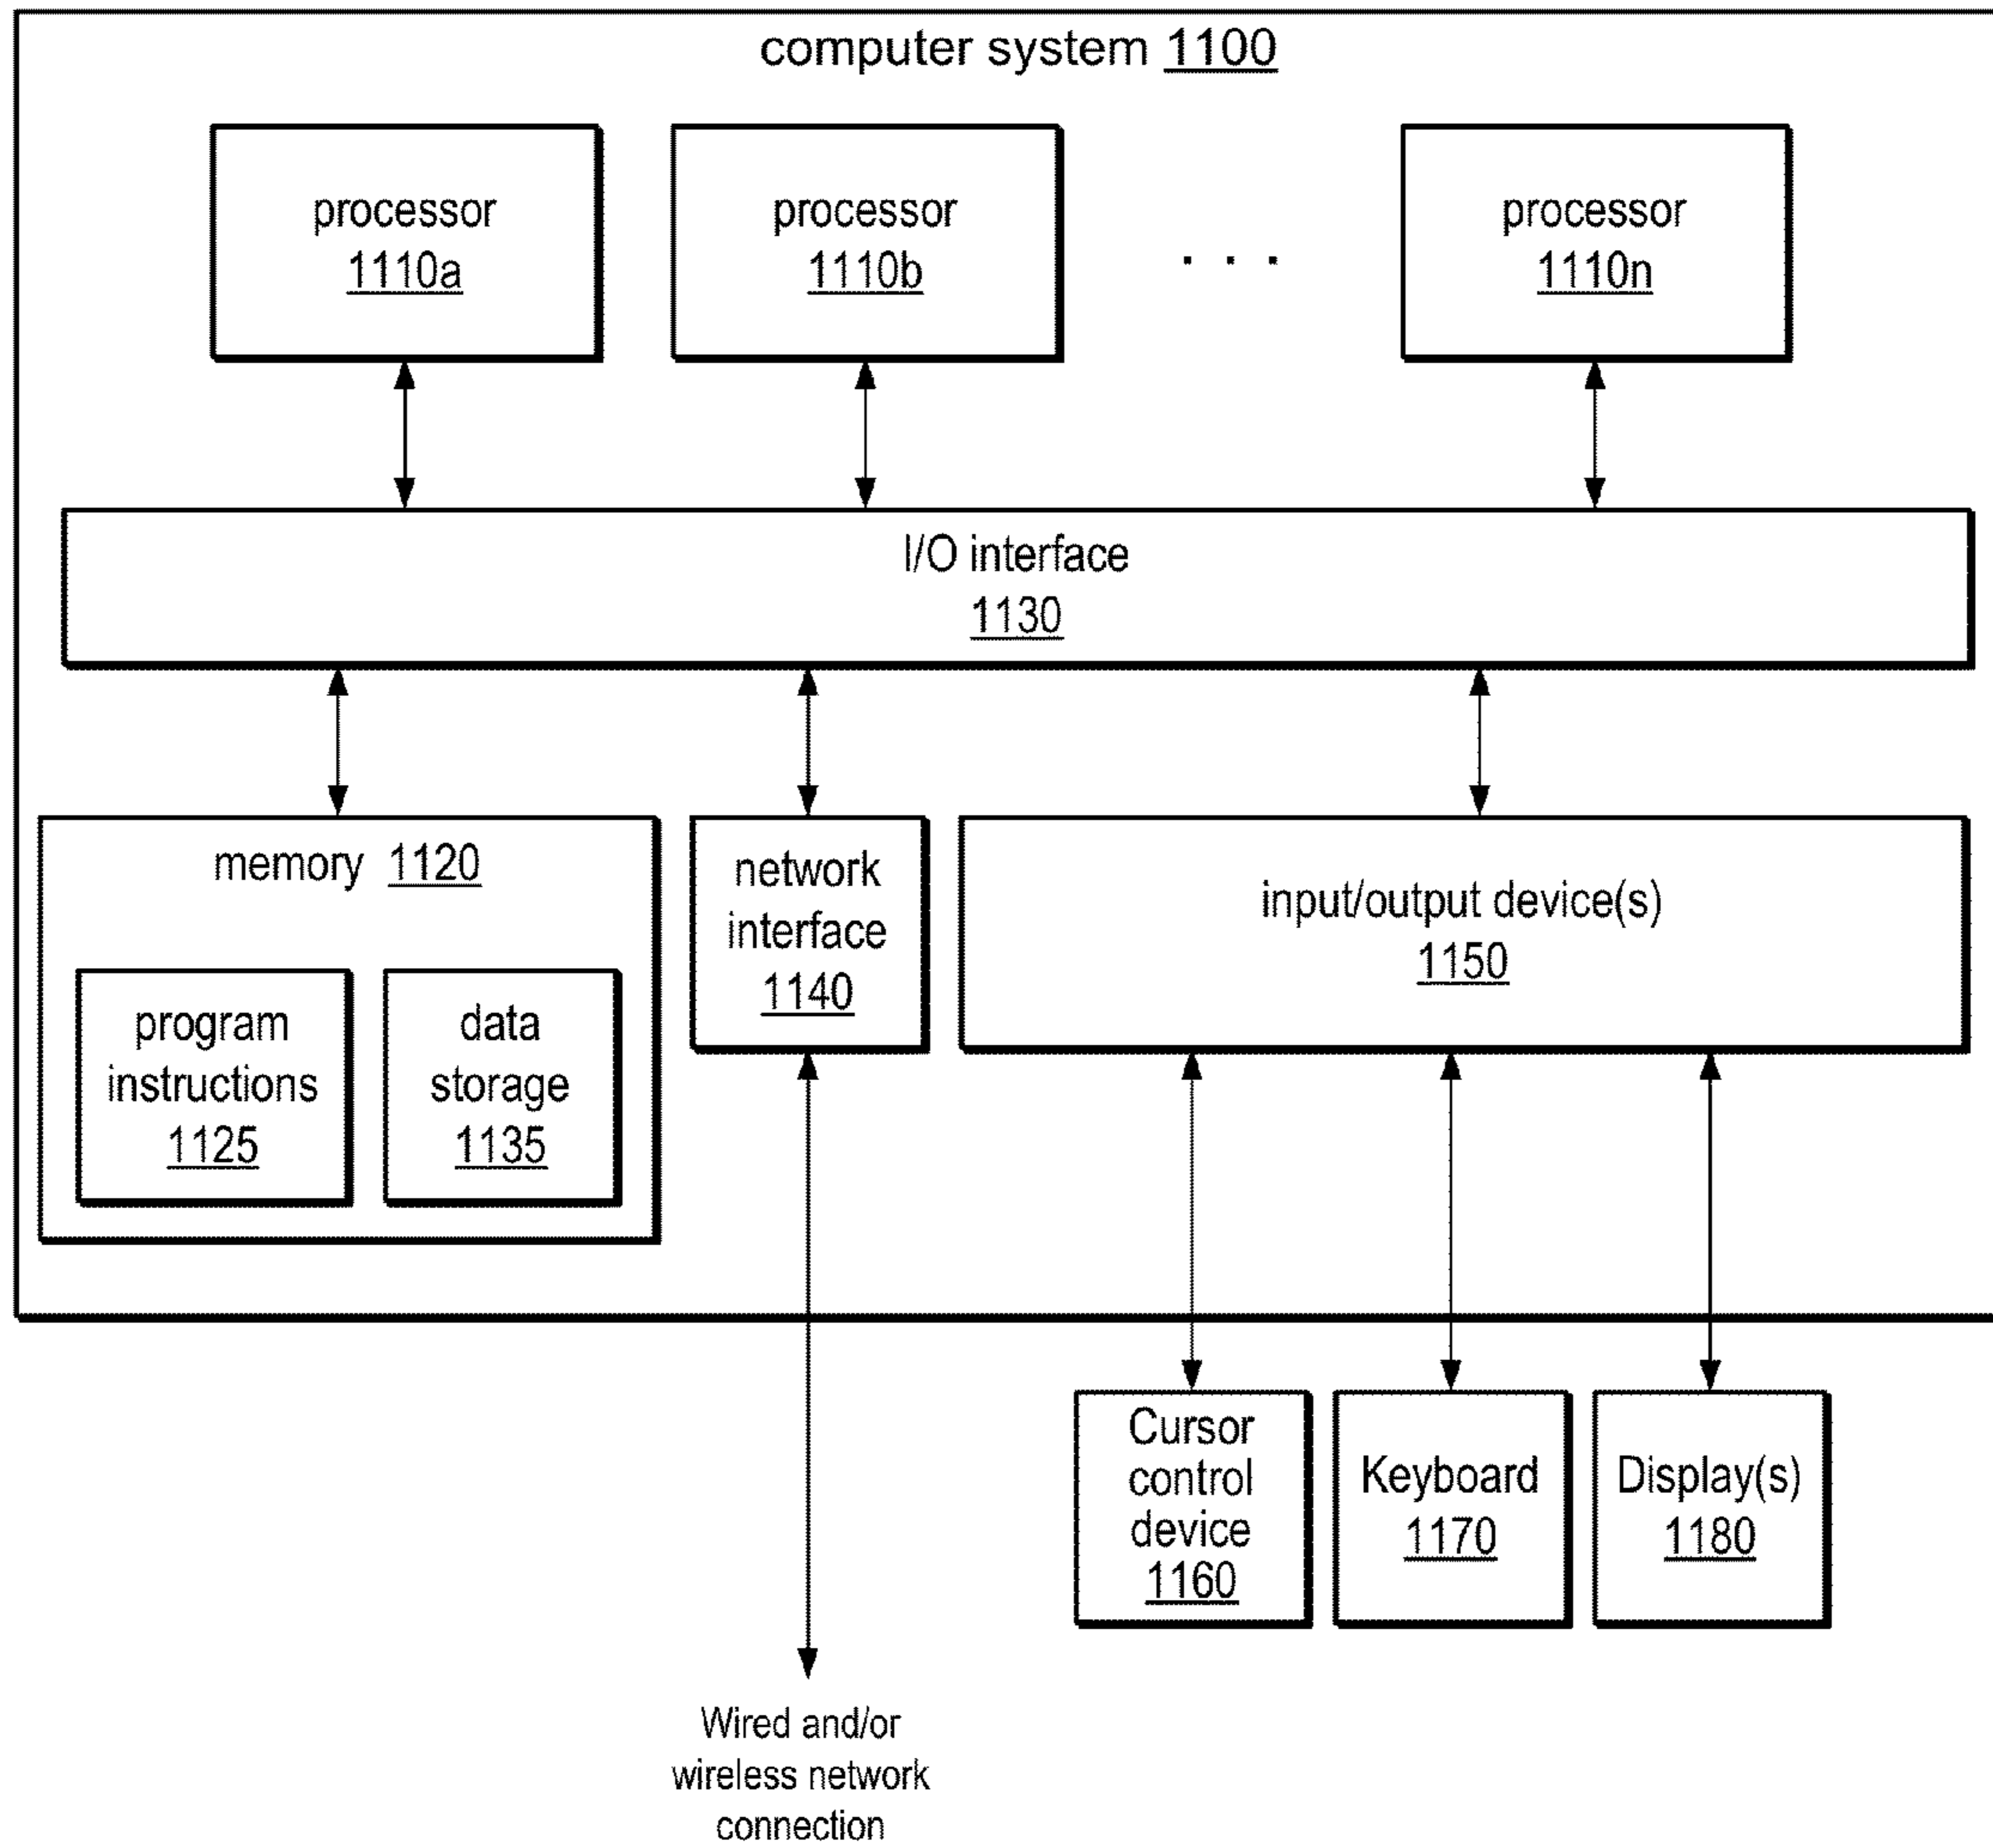 computer system 1100
processor
1110a
processor
1110b
. . .
processor
1110n
I/O interface
1130
memory 1120
program
instructions
1125
data
storage
1135
network
interface
1140
input/output device(s)
1150
Cursor
control
device
1160
Keyboard
1170
Display(s)
1180
Wired and/or
wireless network
connection